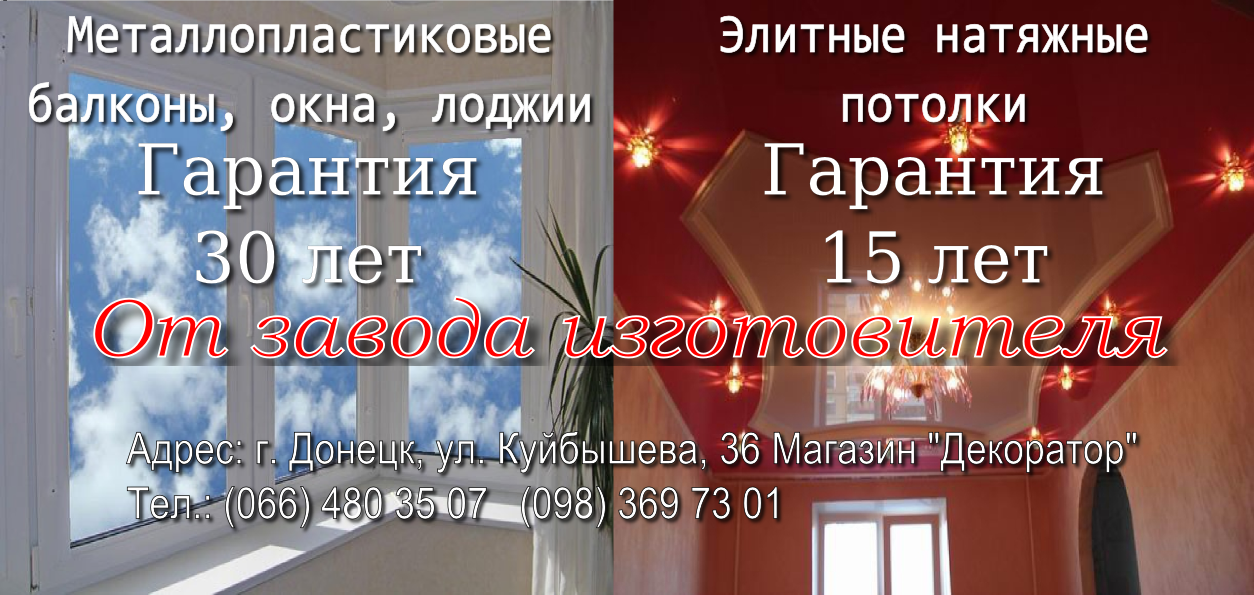 Металлопластиковые
балконы, окна, лоджии
Гарантия
30 лет
Элитные натяжные
потолки
Гарантия
15 лет
От завода изготовителя
Адрес: г. Донецк, ул. Куйбышева, 36 Магазин "Декоратор"
Тел.: (066) 480 35 07 (098) 369 73 01